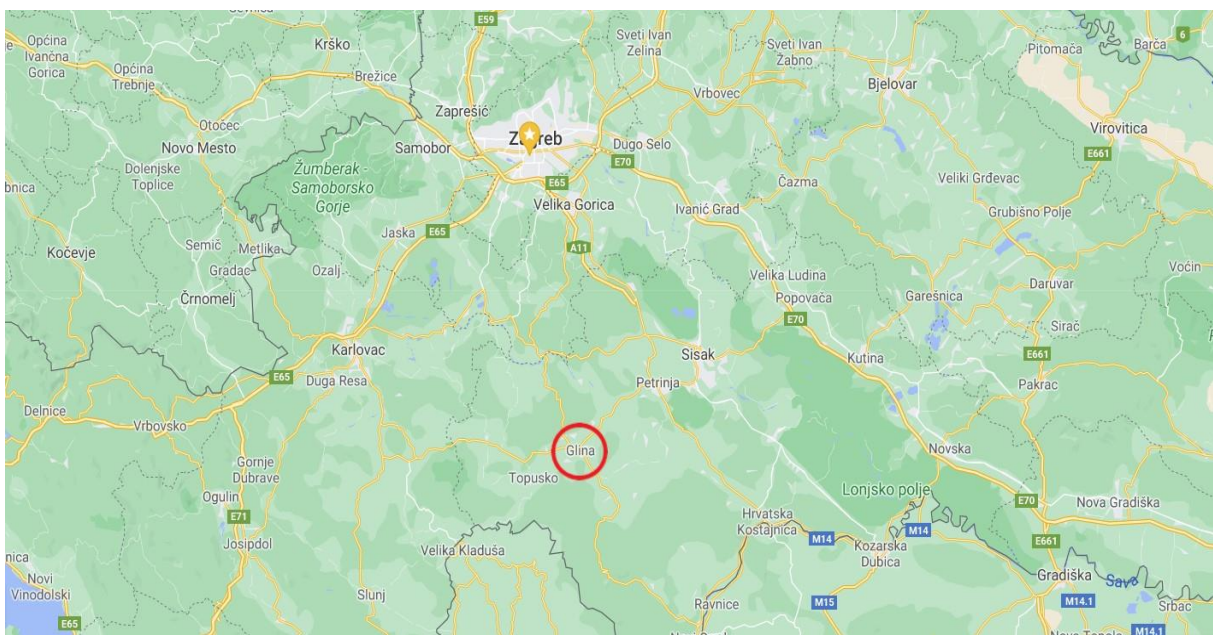 E59
Sveti Ivan
Zelina
Sveti Ivan
Žabno
Pitomača
Barča
6
Općina
Ivančna
Gorica
Općina
Trebnje
Krško
Brežice
Bjelovar
Vrbovec
Zaprešić
Otočec
Novo Mesto
Samobor
Zagreb
Dugo Selo
E70
Virovitica
E661
Dolenjske
Toplice
Žumberak -
Samoborsko
Gorje
E65
Čazma
Veliki Grđevac
bnica
Velika Gorica
Ivanić Grad
Grubišno Polje
Kočevje
Semič
Metlika
Jaska
E65
A11
Gradac
Ozalj
Velika Ludina
Voćin
Črnomelj
Popovača
Garešnica
Daruvar
E70
Sirač
Karlovac
Sisak
Kutina
E661
E65
Duga Resa
Petrinja
Pakrac
Delnice
Vrbovsko
Glina
Novska
Gornje
Dubrave
Topusko
Lonjsko polje
E70
Nova Gradiška
Ogulin
E71
Hrvatska
Kostajnica
M14
M14
Josipdol
Velika Kladuša
Kozarska
Dubica
E661
nica
Novi
Vinodolski
Slunj
Gradiška
Sava
Ravnice
M15
M14.1
Srbac
E65
M14.1